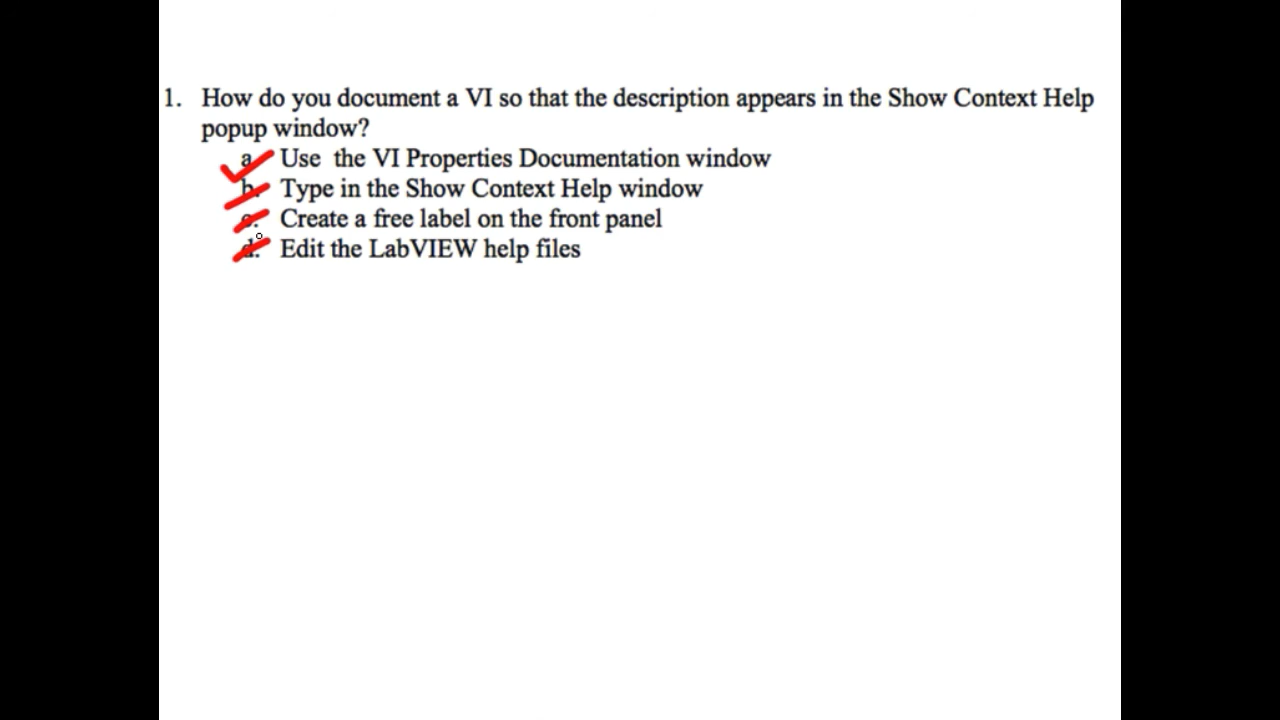 1. How do you document a VI so that the description appears in the Show Context Help
popup window?
a. Use the VI Properties Documentation window
b. Type in the Show Context Help window
c. Create a free label on the front panel
d. Edit the LabVIEW help files